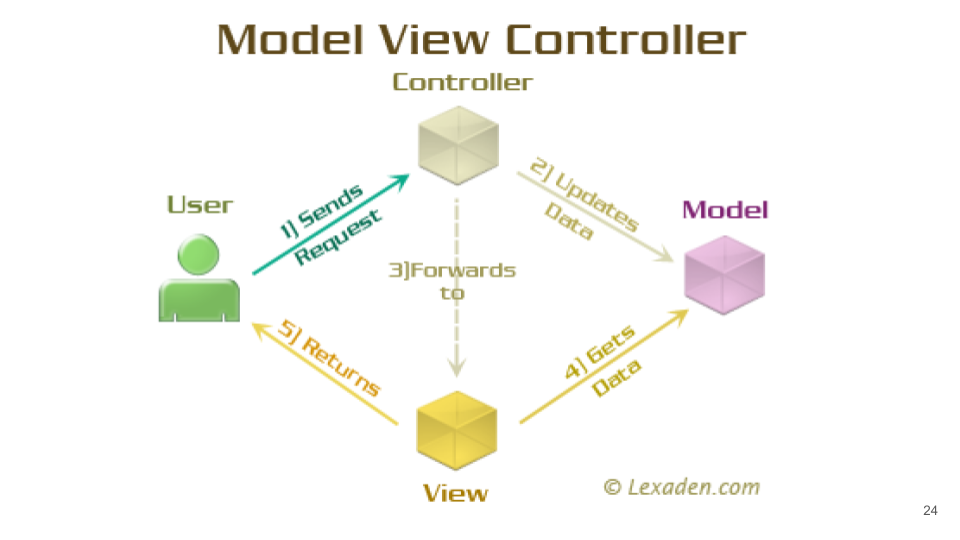 Model View Controller
Controller
User
1) Sends
Request
2) Updates
Data
Model
3)Forwards
to
5) Returns
4) Gets
Data
View
© Lexaden.com
24